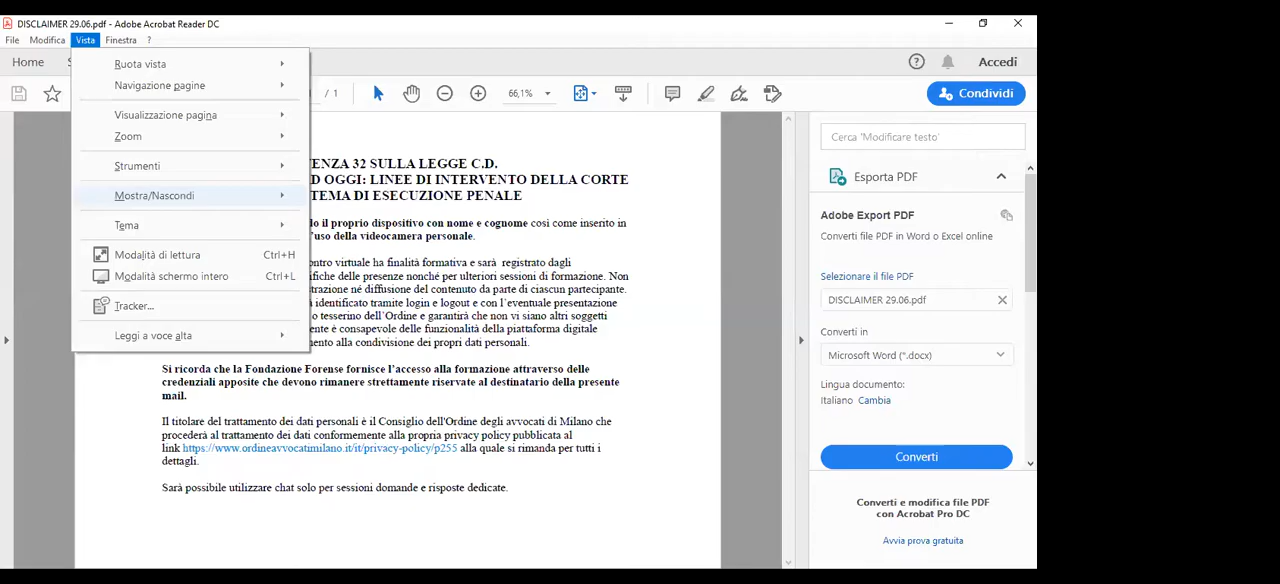 DISCLAIMER 29.06.pdf - Adobe Acrobat Reader DC
File Modifica Vista Finestra ?
Home
Accedi
/ 1
66,1%
Condividi
Ruota vista
Navigazione pagine
Visualizzazione pagina
Zoom
Strumenti
Mostra/Nascondi
Tema
Modalità di lettura Ctrl+H
Modalità schermo intero Ctrl+L
Tracker...
Leggi a voce alta
ENZA 32 SULLA LEGGE C.D.
D OGGI: LINEE DI INTERVENTO DELLA CORTE
TEMA DI ESECUZIONE PENALE
do il proprio dispositivo con nome e cognome così come inserito in
l'uso della videocamera personale.
ontro virtuale ha finalità formativa e sarà registrato dagli
ifiche delle presenze nonché per ulteriori sessioni di formazione. Non
strazione né diffusione del contenuto da parte di ciascun partecipante.
à identificato tramite login e logout e con l'eventuale presentazione
o tesserino dell'Ordine e garantirà che non vi siano altri soggetti
ente è consapevole delle funzionalità della piattaforma digitale
mento alla condivisione dei propri dati personali.
Si ricorda che la Fondazione Forense fornisce l'accesso alla formazione attraverso delle
credenziali apposite che devono rimanere strettamente riservate al destinatario della presente
mail.
Il titolare del trattamento dei dati personali è il Consiglio dell'Ordine degli avvocati di Milano che
procederà al trattamento dei dati conformemente alla propria privacy policy pubblicata al
link https://www.ordineavvocatimilano.it/it/privacy-policy/p255 alla quale si rimanda per tutti i
dettagli.
Sarà possibile utilizzare chat solo per sessioni domande e risposte dedicate.
Cerca 'Modificare testo'
Esporta PDF
Adobe Export PDF
Converti file PDF in Word o Excel online
Selezionare il file PDF
DISCLAIMER 29.06.pdf
Converti in
Microsoft Word (*.docx)
Lingua documento:
Italiano Cambia
Converti
Converti e modifica file PDF
con Acrobat Pro DC
Avvia prova gratuita